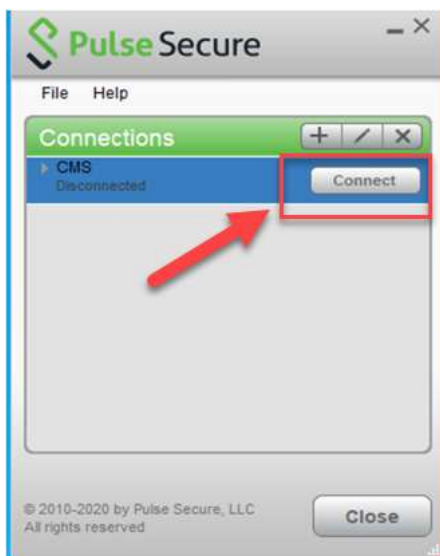 Pulse Secure
File Help
Connections
CMS
Disconnected
Connect
© 2010-2020 by Pulse Secure, LLC
All rights reserved
Close